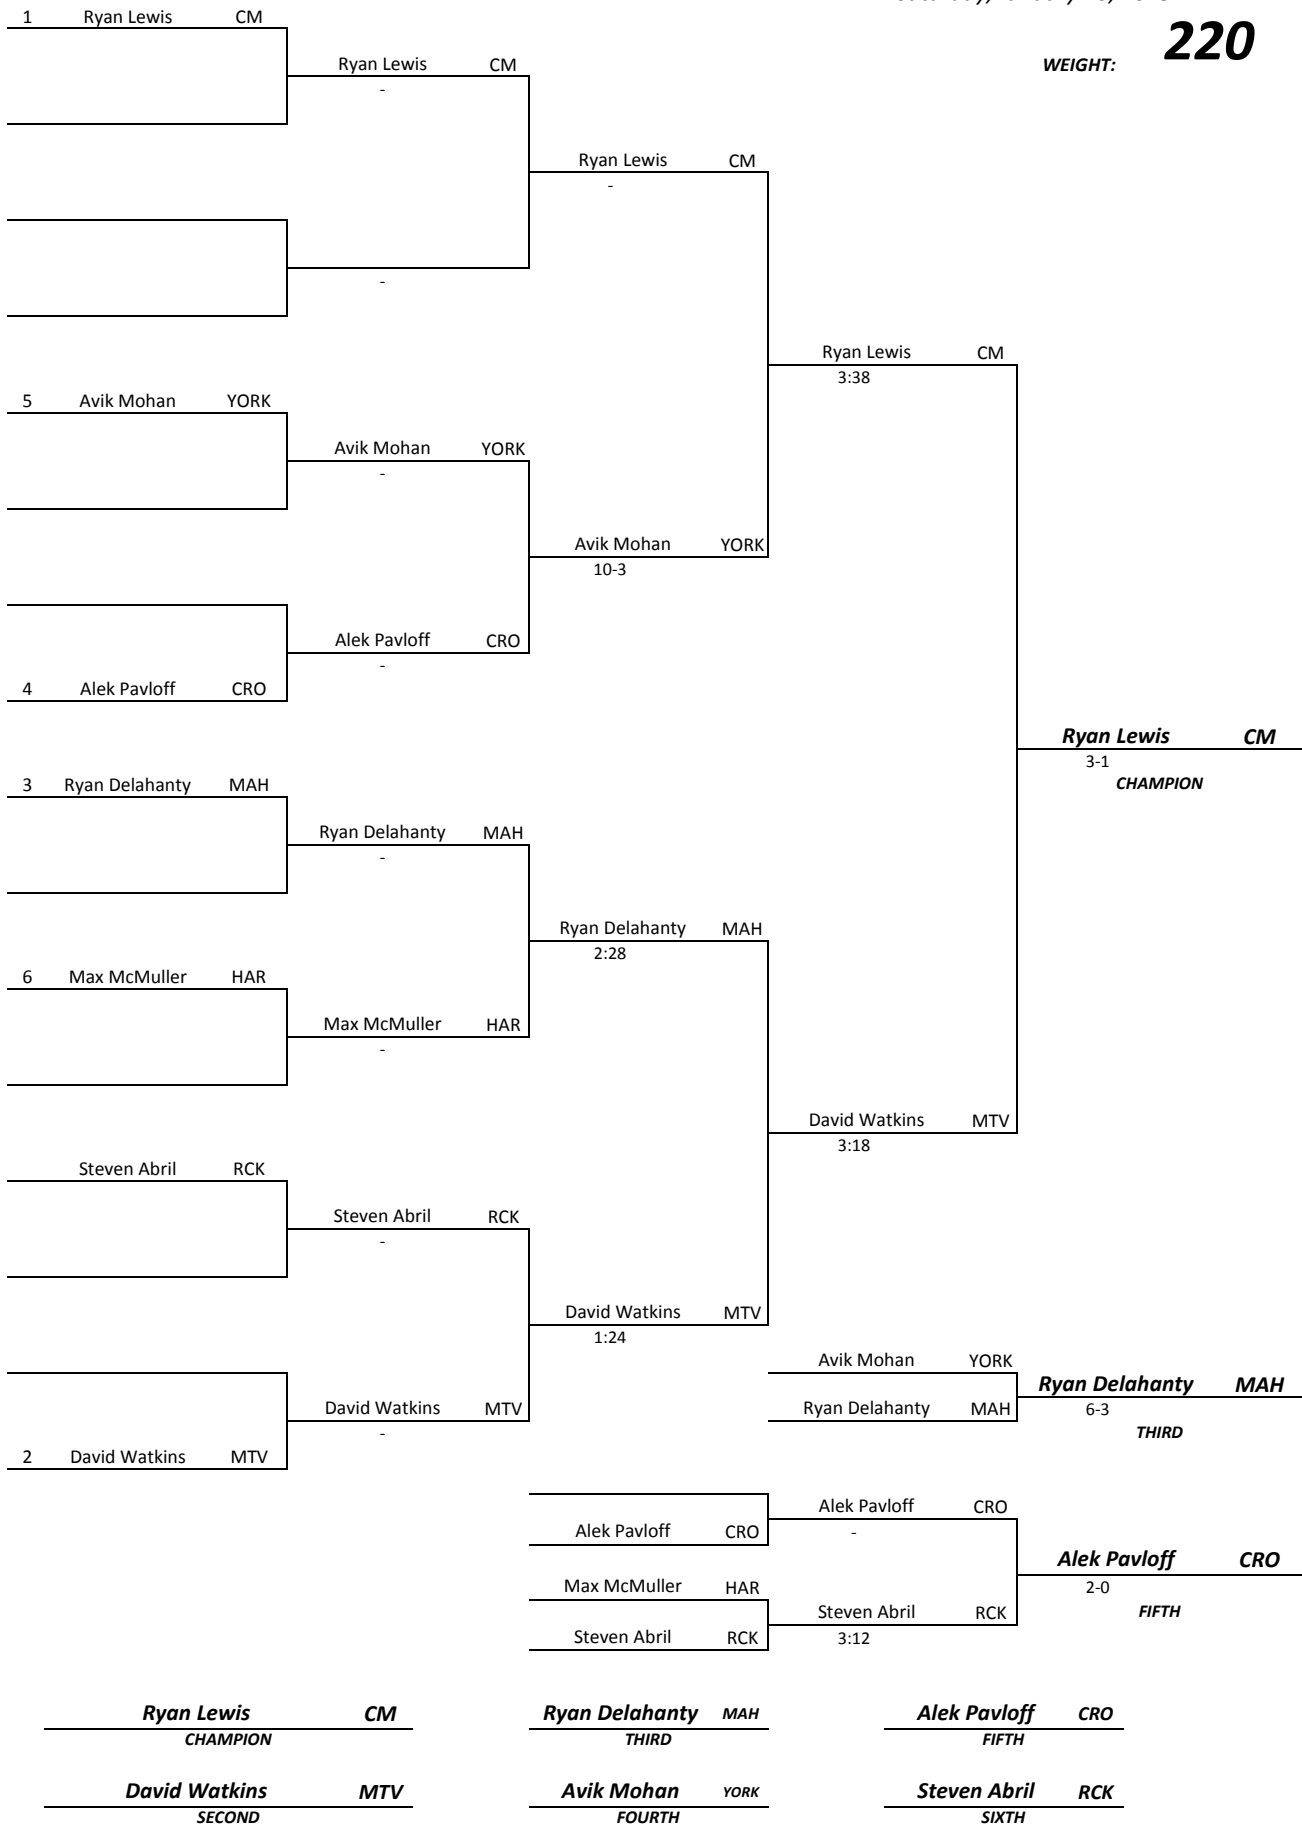 1 Ryan Lewis CM
220
Ryan Lewis CM
WEIGHT:
-
Ryan Lewis CM
-
-
Ryan Lewis CM
3:38
5 Avik Mohan YORK
Avik Mohan YORK
-
Avik Mohan YORK
10-3
Alek Pavloff CRO
-
4 Alek Pavloff CRO
Ryan Lewis CM
3-1
CHAMPION
3 Ryan Delahanty MAH
Ryan Delahanty MAH
-
Ryan Delahanty MAH
2:28
6 Max McMuller HAR
Max McMuller HAR
-
David Watkins MTV
3:18
Steven Abril RCK
Steven Abril RCK
-
David Watkins MTV
1:24
Avik Mohan YORK
Ryan Delahanty MAH
6-3
THIRD
Ryan Delahanty MAH
David Watkins MTV
-
2 David Watkins MTV
Alek Pavloff CRO
-
Alek Pavloff CRO
Alek Pavloff CRO
2-0
FIFTH
Max McMuller HAR
Steven Abril RCK
3:12
Steven Abril RCK
Ryan Lewis CM
CHAMPION
Ryan Delahanty MAH
THIRD
Alek Pavloff CRO
FIFTH
David Watkins MTV
SECOND
Avik Mohan YORK
FOURTH
Steven Abril RCK
SIXTH